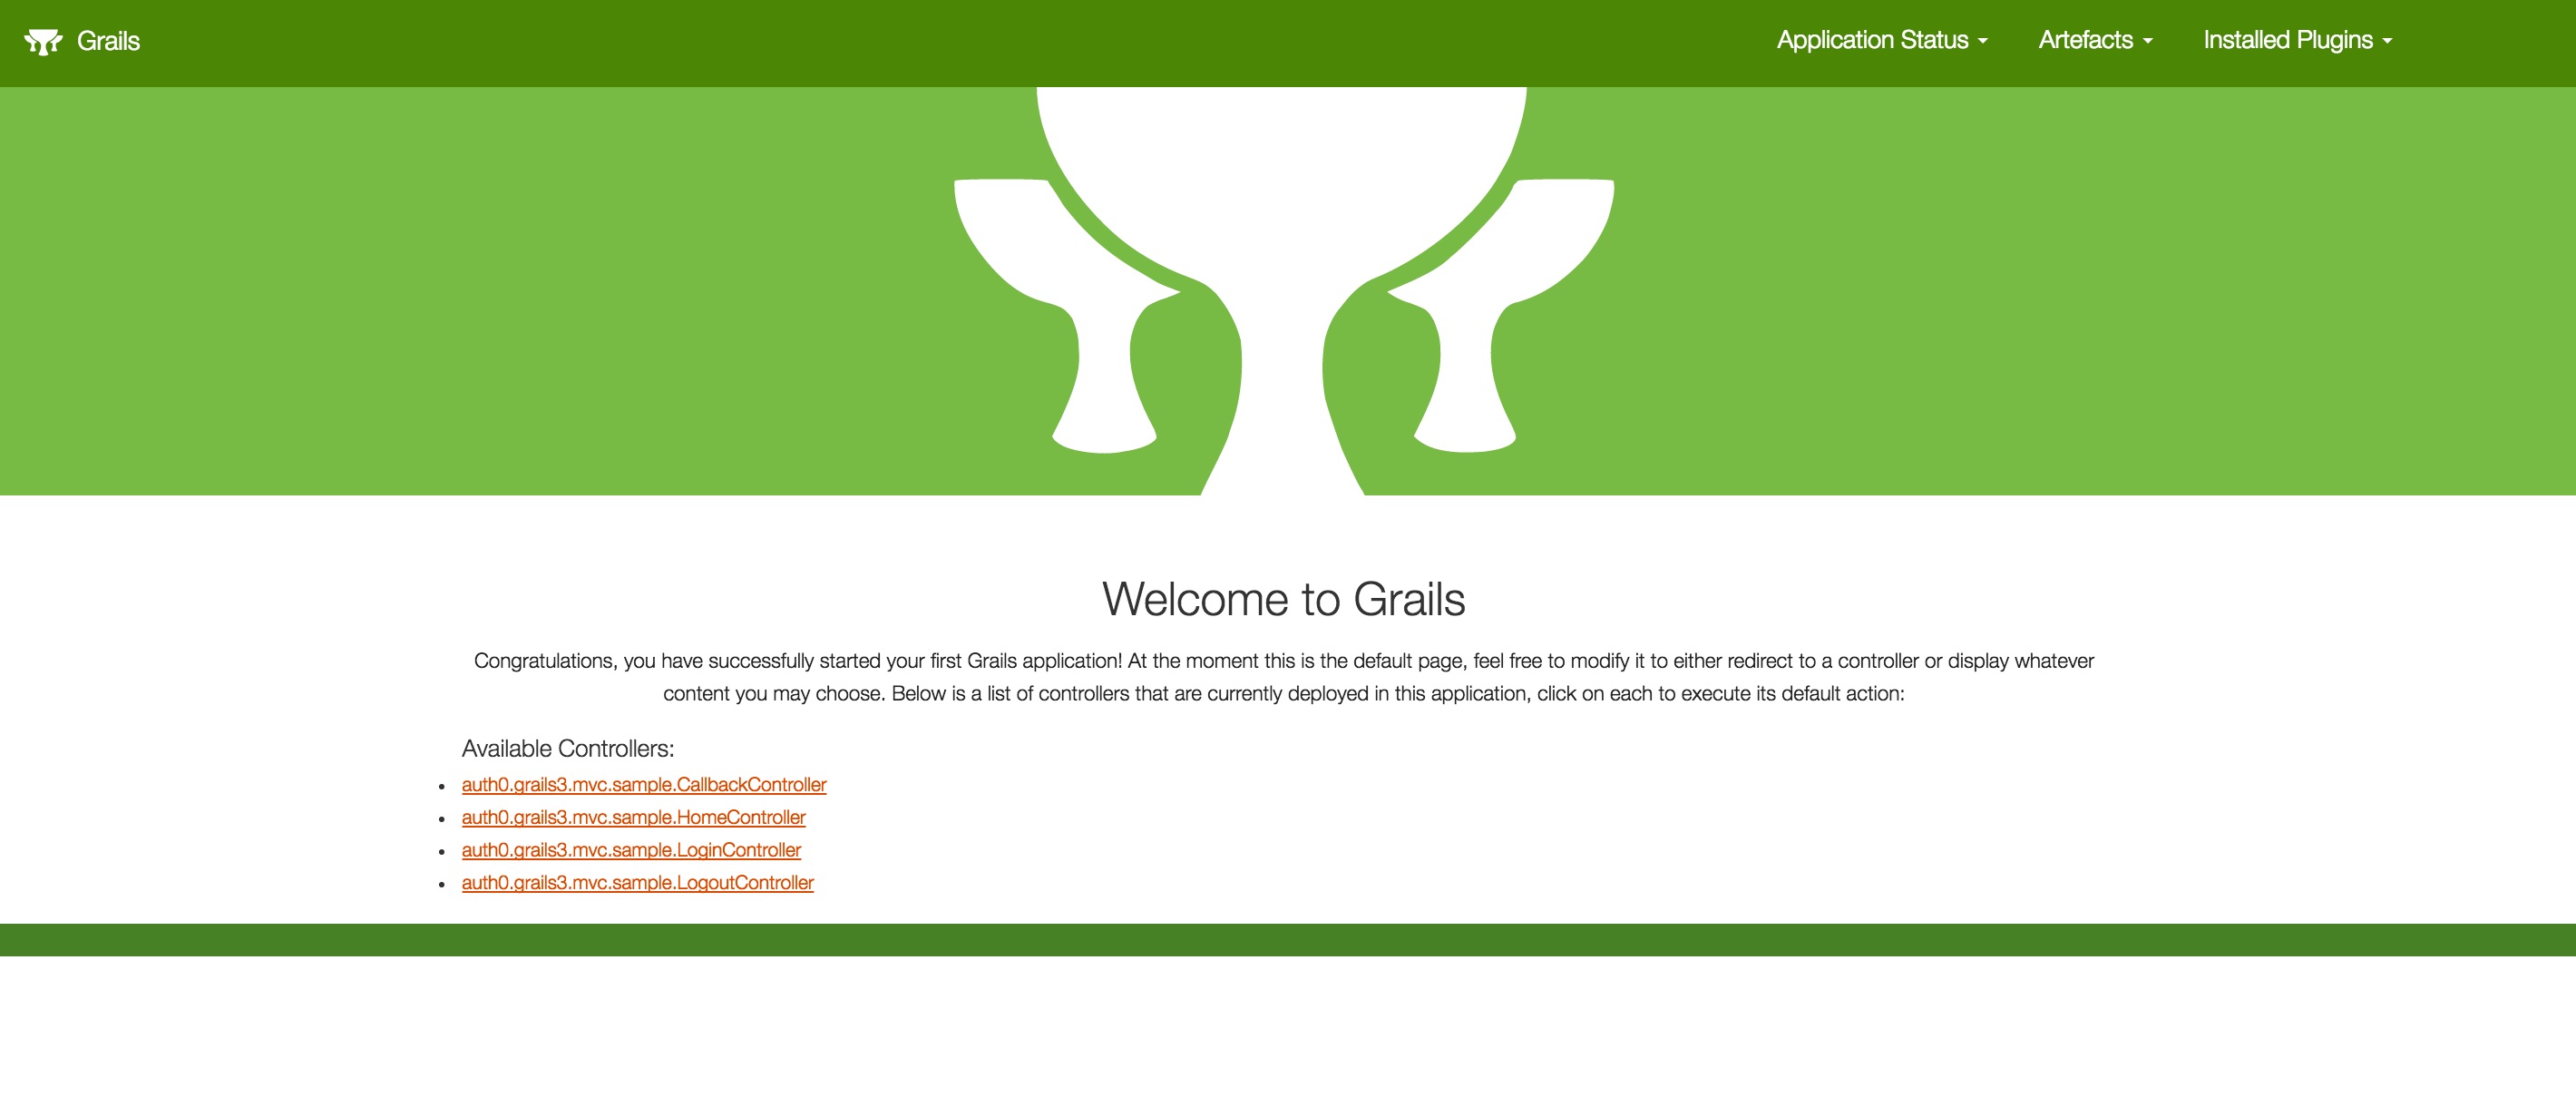 Grails
Application Status
Artefacts
Installed Plugins
Welcome to Grails
Congratulations, you have successfully started your first Grails application! At the moment this is the default page, feel free to modify it to either redirect to a controller or display whatever
content you may choose. Below is a list of controllers that are currently deployed in this application, click on each to execute its default action:
Available Controllers:
auth0.grails3.mvc.sample.CallbackController
auth0.grails3.mvc.sample.HomeController
auth0.grails3.mvc.sample.LoginController
auth0.grails3.mvc.sample.LogoutController